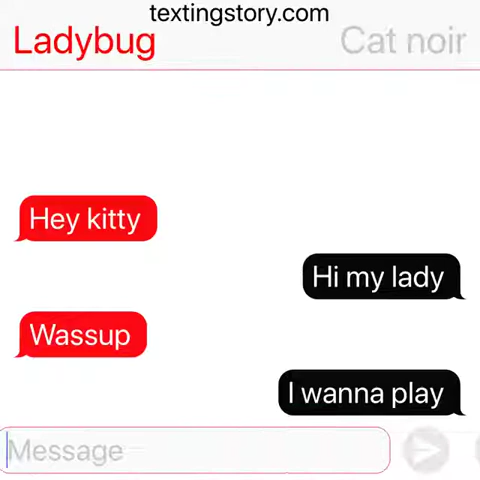 textingstory.com
Ladybug Cat noir
Hey kitty
Hi my lady
Wassup
I wanna play
Message